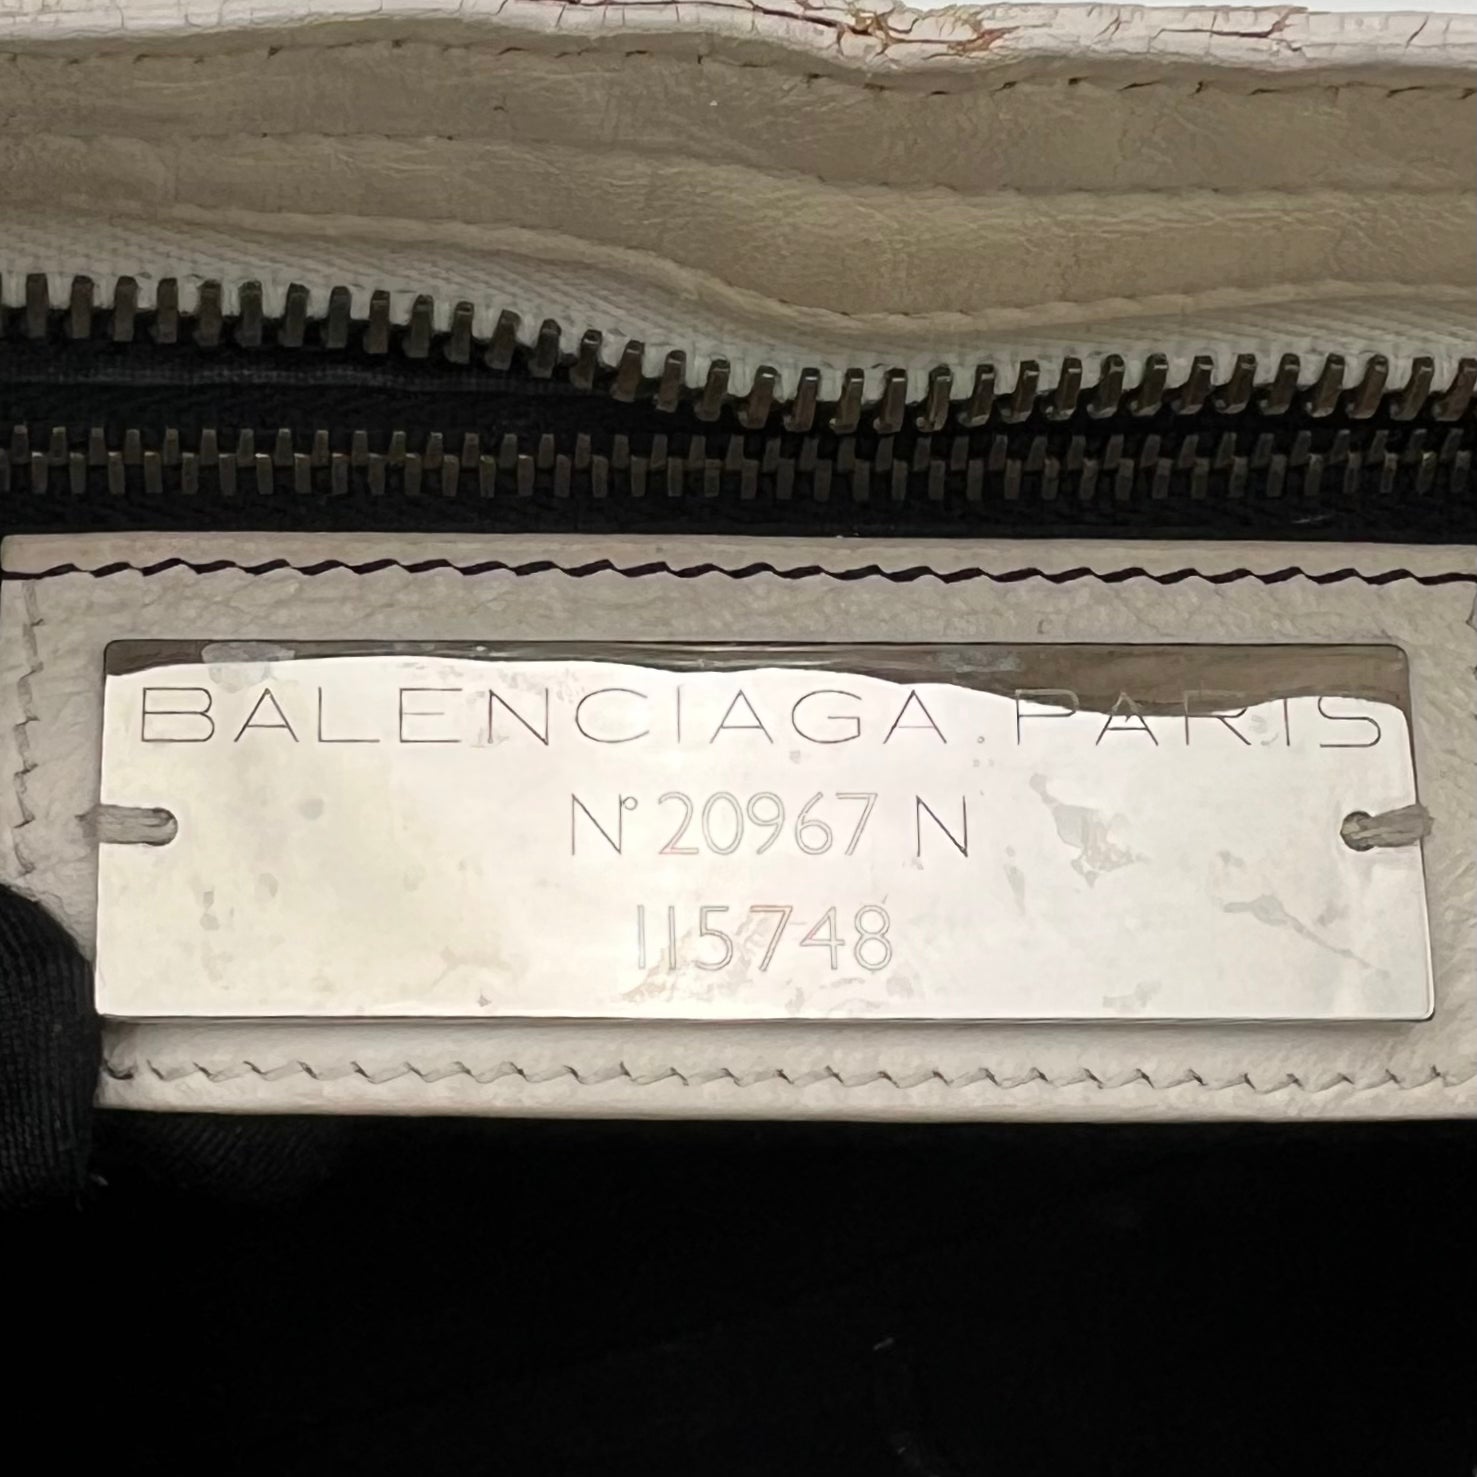 BALENCIAGA. PARIS
N° 20967 N
115748